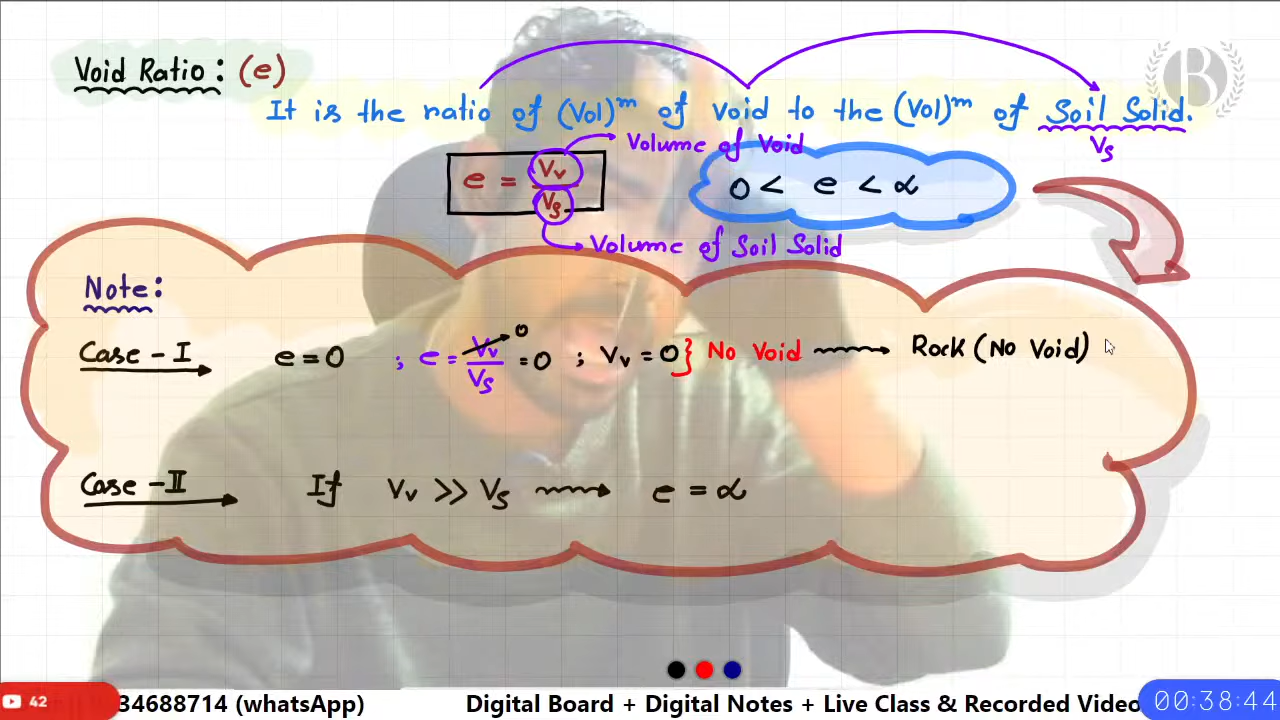 Void Ratio: (e)
It is the ratio of (Vol)ᵐ of void to the (Vol)ᵐ of Soil Solid.
Vs
Volume of Void
e = Vv/Vs
0 < e < α
Volume of Soil Solid
Note:
Case - I e = 0 ; e = Vv/Vs = 0 ; Vv = 0} No Void Rock (No Void)
0
Case - II If Vv >> Vs e = α
B
42
34688714 (whatsApp) Digital Board + Digital Notes + Live Class & Recorded Video
00:38:44